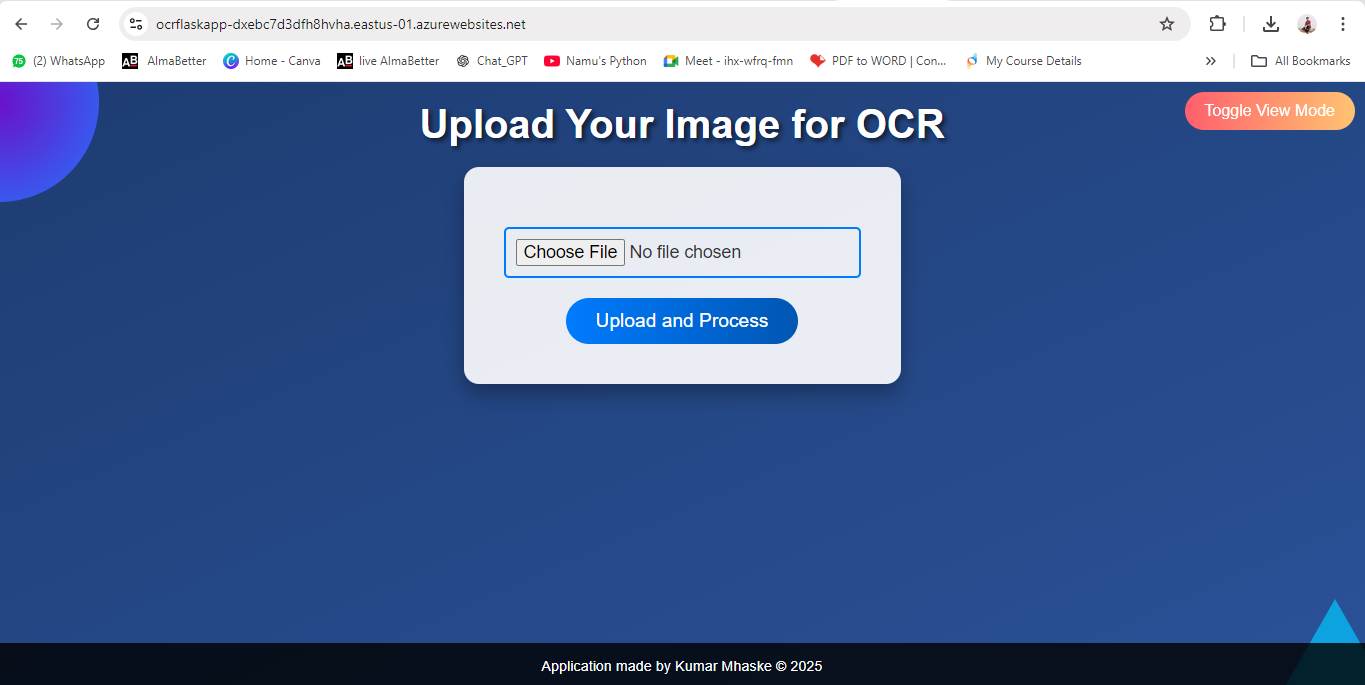 ocrflaskapp-dxebc7d3dfh8hvha.eastus-01.azurewebsites.net
75 (2) WhatsApp AB AlmaBetter C Home - Canva AB live AlmaBetter Chat_GPT Namu's Python Meet - ihx-wfrq-fmn PDF to WORD | Con... My Course Details » All Bookmarks
Upload Your Image for OCR
Toggle View Mode
Choose File No file chosen
Upload and Process
Application made by Kumar Mhaske © 2025